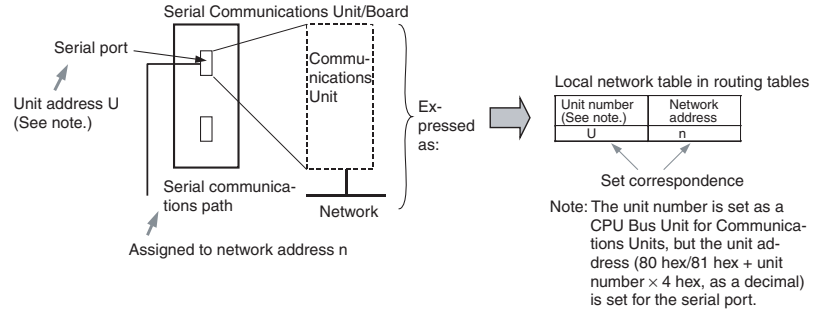 Serial Communications Unit/Board
Serial port
Commu-
nications
Unit
Unit address U
(See note.)
Ex-
pressed
as:
Local network table in routing tables
Unit number
(See note.)
Network
address
U
n
Serial communica-
tions path
Network
Set correspondence
Assigned to network address n
Note: The unit number is set as a
CPU Bus Unit for Communica-
tions Units, but the unit ad-
dress (80 hex/81 hex + unit
number × 4 hex, as a decimal)
is set for the serial port.